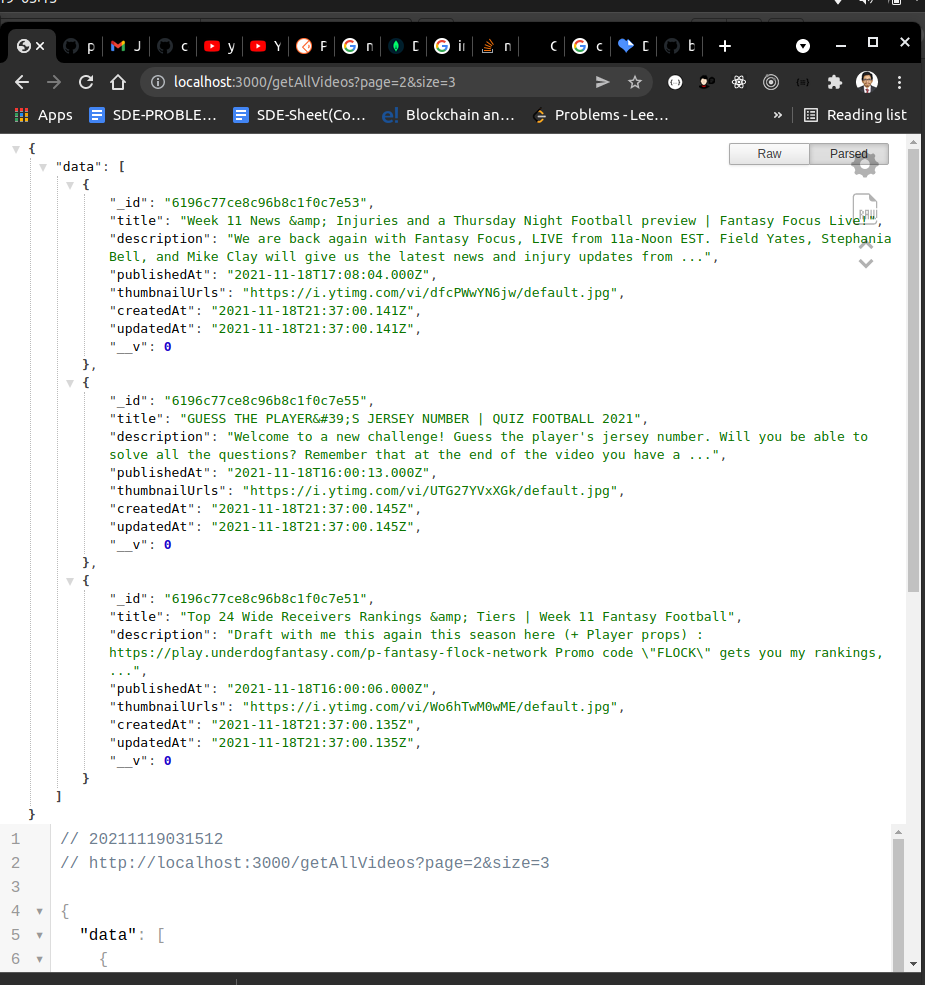 p J c y Y F n D ii n C c D b
localhost:3000/getAllVideos?page=2&size=3
Apps SDE-PROBLE... SDE-Sheet(Co... Blockchain an... Problems - Lee... » Reading list
Raw Parsed
{
"data": [
{
"_id": "6196c77ce8c96b8c1f0c7e53",
"title": "Week 11 News &amp; Injuries and a Thursday Night Football preview | Fantasy Focus Live!",
"description": "We are back again with Fantasy Focus, LIVE from 11a-Noon EST. Field Yates, Stephania
Bell, and Mike Clay will give us the latest news and injury updates from ...",
"publishedAt": "2021-11-18T17:08:04.000Z",
"thumbnailUrls": "https://i.ytimg.com/vi/dfcPWwYN6jw/default.jpg",
"createdAt": "2021-11-18T21:37:00.141Z",
"updatedAt": "2021-11-18T21:37:00.141Z",
"__v": 0
},
{
"_id": "6196c77ce8c96b8c1f0c7e55",
"title": "GUESS THE PLAYER&#39;S JERSEY NUMBER | QUIZ FOOTBALL 2021",
"description": "Welcome to a new challenge! Guess the player's jersey number. Will you be able to
solve all the questions? Remember that at the end of the video you have a ...",
"publishedAt": "2021-11-18T16:00:13.000Z",
"thumbnailUrls": "https://i.ytimg.com/vi/UTG27YVxXGk/default.jpg",
"createdAt": "2021-11-18T21:37:00.145Z",
"updatedAt": "2021-11-18T21:37:00.145Z",
"__v": 0
},
{
"_id": "6196c77ce8c96b8c1f0c7e51",
"title": "Top 24 Wide Receivers Rankings &amp; Tiers | Week 11 Fantasy Football",
"description": "Draft with me this again this season here (+ Player props) :
https://play.underdogfantasy.com/p-fantasy-flock-network Promo code \"FLOCK\" gets you my rankings,
...",
"publishedAt": "2021-11-18T16:00:06.000Z",
"thumbnailUrls": "https://i.ytimg.com/vi/Wo6hTwM0wME/default.jpg",
"createdAt": "2021-11-18T21:37:00.135Z",
"updatedAt": "2021-11-18T21:37:00.135Z",
"__v": 0
}
]
}
1 // 20211119031512
2 // http://localhost:3000/getAllVideos?page=2&size=3
3
4 {
5 "data": [
6 {